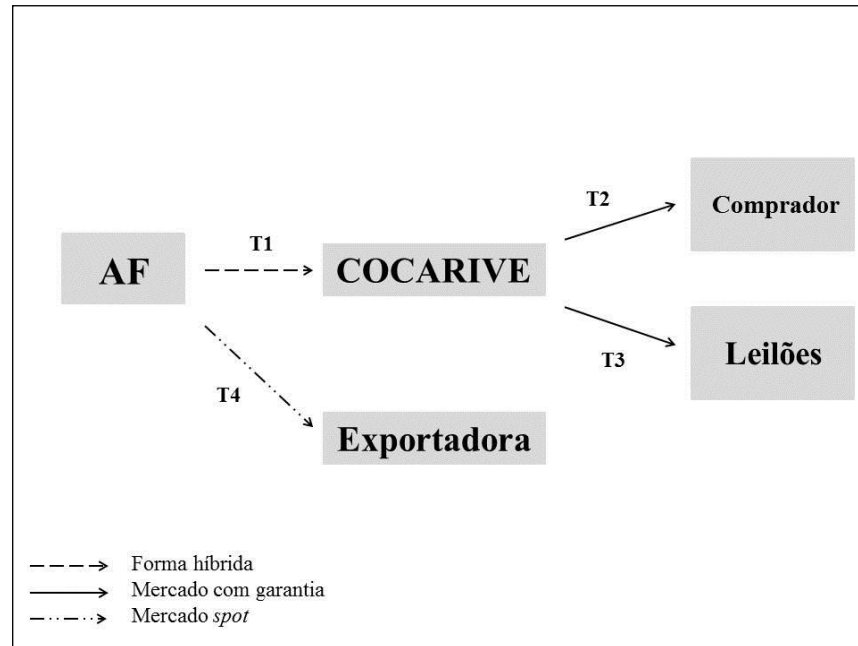 T2
Comprador
T1
AF
COCARIVE
T3
Leilões
T4
Exportadora
Forma híbrida
Mercado com garantia
Mercado spot